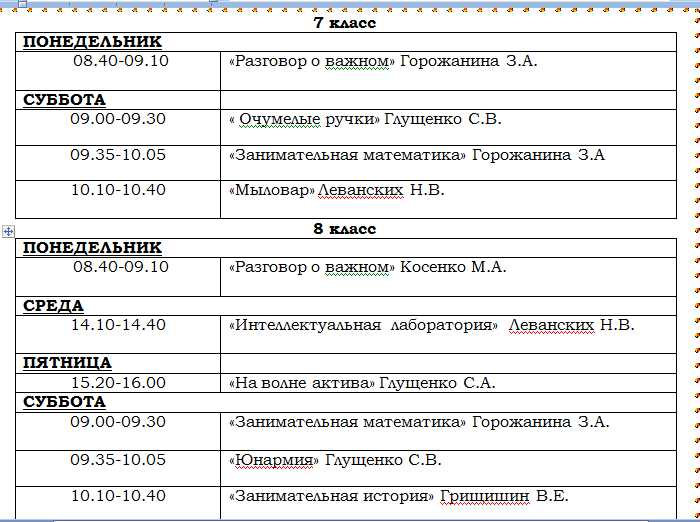 7 класс
ПОНЕДЕЛЬНИК
08.40-09.10 «Разговор о важном» Горожанина З.А.
СУББОТА
09.00-09.30 « Очумелые ручки» Глущенко С.В.
09.35-10.05 «Занимательная математика» Горожанина З.А
10.10-10.40 «Мыловар» Леванских Н.В.
8 класс
ПОНЕДЕЛЬНИК
08.40-09.10 «Разговор о важном» Косенко М.А.
СРЕДА
14.10-14.40 «Интеллектуальная лаборатория» Леванских Н.В.
ПЯТНИЦА
15.20-16.00 «На волне актива» Глущенко С.А.
СУББОТА
09.00-09.30 «Занимательная математика» Горожанина З.А.
09.35-10.05 «Юнармия» Глущенко С.В.
10.10-10.40 «Занимательная история» Грищишин В.Е.